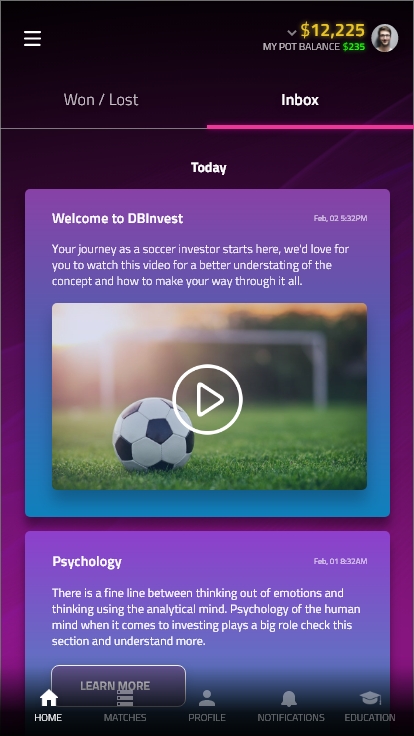 $12,225
MY POT BALANCE $235
Won / Lost
Inbox
Today
Welcome to DBInvest
Feb, 02 5:32PM
Your journey as a soccer investor starts here, we'd love for
you to watch this video for a better understating of the
concept and how to make your way through it all.
Psychology
Feb, 01 8:32AM
There is a fine line between thinking out of emotions and
thinking using the analytical mind. Psychology of the human
mind when it comes to investing plays a big role check this
section and understand more.
LEARN MORE
HOME
MATCHES
PROFILE
NOTIFICATIONS
EDUCATION